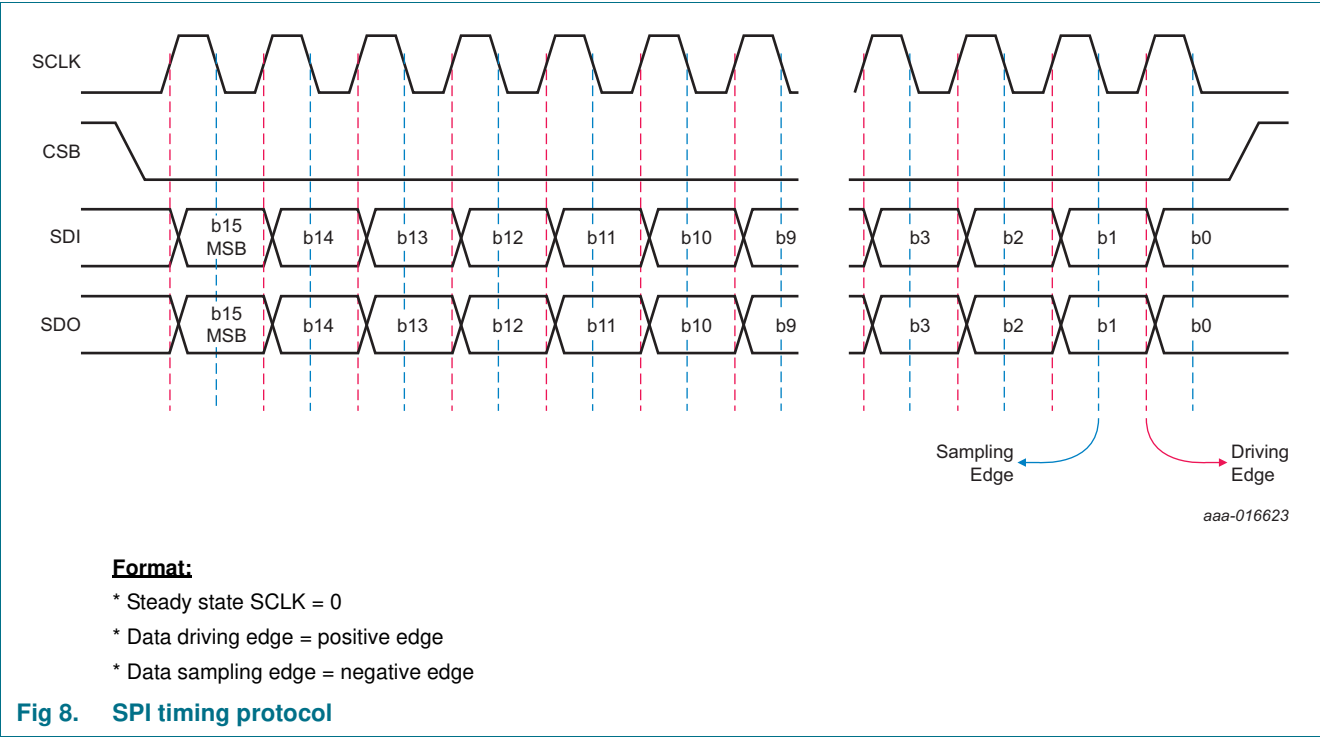 SCLK
CSB
SDI
b15
MSB
b14
b13
b12
b11
b10
b9
b3
b2
b1
b0
SDO
b15
MSB
b14
b13
b12
b11
b10
b9
b3
b2
b1
b0
Sampling
Edge
Driving
Edge
aaa-016623
Format:
* Steady state SCLK = 0
* Data driving edge = positive edge
* Data sampling edge = negative edge
Fig 8. SPI timing protocol